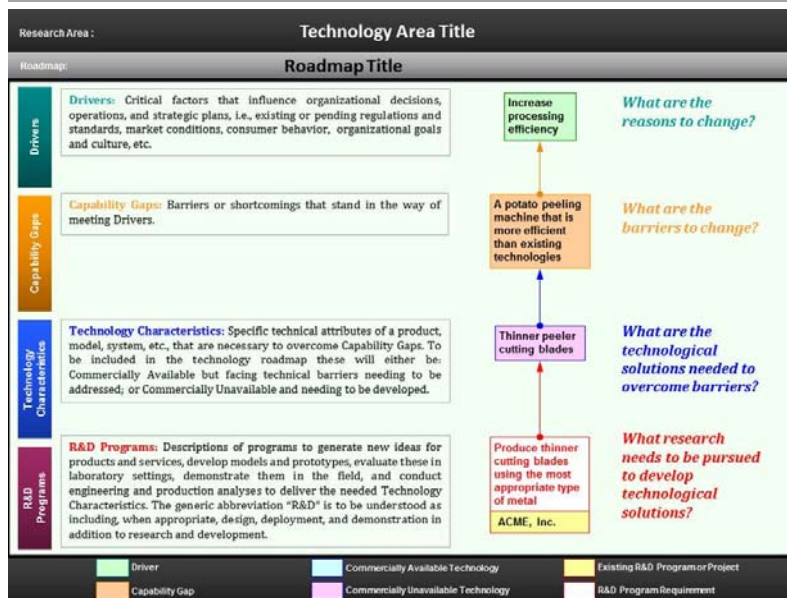 Research Area :
Technology Area Title
Roadmap:
Roadmap Title
Drivers
Drivers: Critical factors that influence organizational decisions,
operations, and strategic plans, i.e., existing or pending regulations and
standards, market conditions, consumer behavior, organizational goals
and culture, etc.
Increase
processing
efficiency
What are the
reasons to change?
Capability Gaps
Capability Gaps: Barriers or shortcomings that stand in the way of
meeting Drivers.
A potato peeling
machine that is
more efficient
than existing
technologies
What are the
barriers to change?
Technology
Characteristics
Technology Characteristics: Specific technical attributes of a product,
model, system, etc., that are necessary to overcome Capability Gaps. To
be included in the technology roadmap these will either be:
Commercially Available but facing technical barriers needing to be
addressed; or Commercially Unavailable and needing to be developed.
Thinner peeler
cutting blades
What are the
technological
solutions needed to
overcome barriers?
R&D
Programs
R&D Programs: Descriptions of programs to generate new ideas for
products and services, develop models and prototypes, evaluate these in
laboratory settings, demonstrate them in the field, and conduct
engineering and production analyses to deliver the needed Technology
Characteristics. The generic abbreviation "R&D" is to be understood as
including, when appropriate, design, deployment, and demonstration in
addition to research and development.
Produce thinner
cutting blades
using the most
appropriate type
of metal
ACME, Inc.
What research
needs to be pursued
to develop
technological
solutions?
Driver
Commercially Available Technology
Existing R&D Program or Project
Capability Gap
Commercially Unavailable Technology
R&D Program Requirement